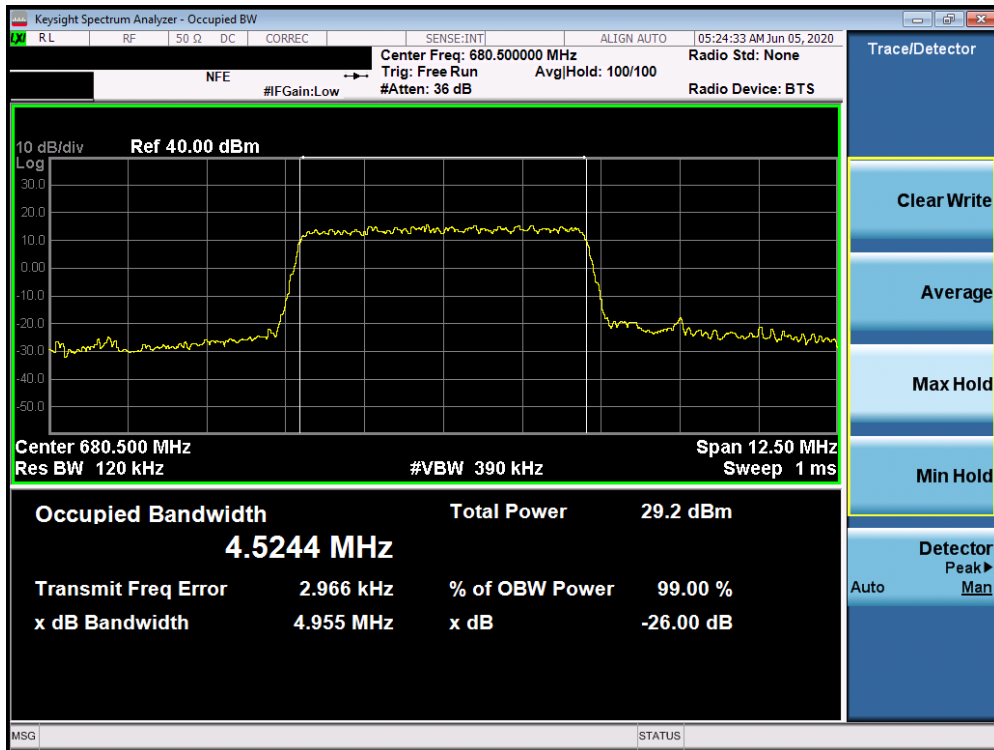 Keysight Spectrum Analyzer - Occupied BW
LXI RL RF 50 Ω DC CORREC SENSE:INT ALIGN AUTO 05:24:33 AM Jun 05, 2020
Center Freq: 680.500000 MHz Radio Std: None
NFE Trig: Free Run Avg|Hold: 100/100
#IFGain:Low #Atten: 36 dB Radio Device: BTS
10 dB/div Ref 40.00 dBm
Log
30.0
20.0
10.0
0.00
-10.0
-20.0
-30.0
-40.0
-50.0
Center 680.500 MHz Span 12.50 MHz
Res BW 120 kHz #VBW 390 kHz Sweep 1 ms
Occupied Bandwidth Total Power 29.2 dBm
4.5244 MHz
Transmit Freq Error 2.966 kHz % of OBW Power 99.00 %
x dB Bandwidth 4.955 MHz x dB -26.00 dB
Trace/Detector
Clear Write
Average
Max Hold
Min Hold
Detector
Peak▶
Auto Man
MSG STATUS